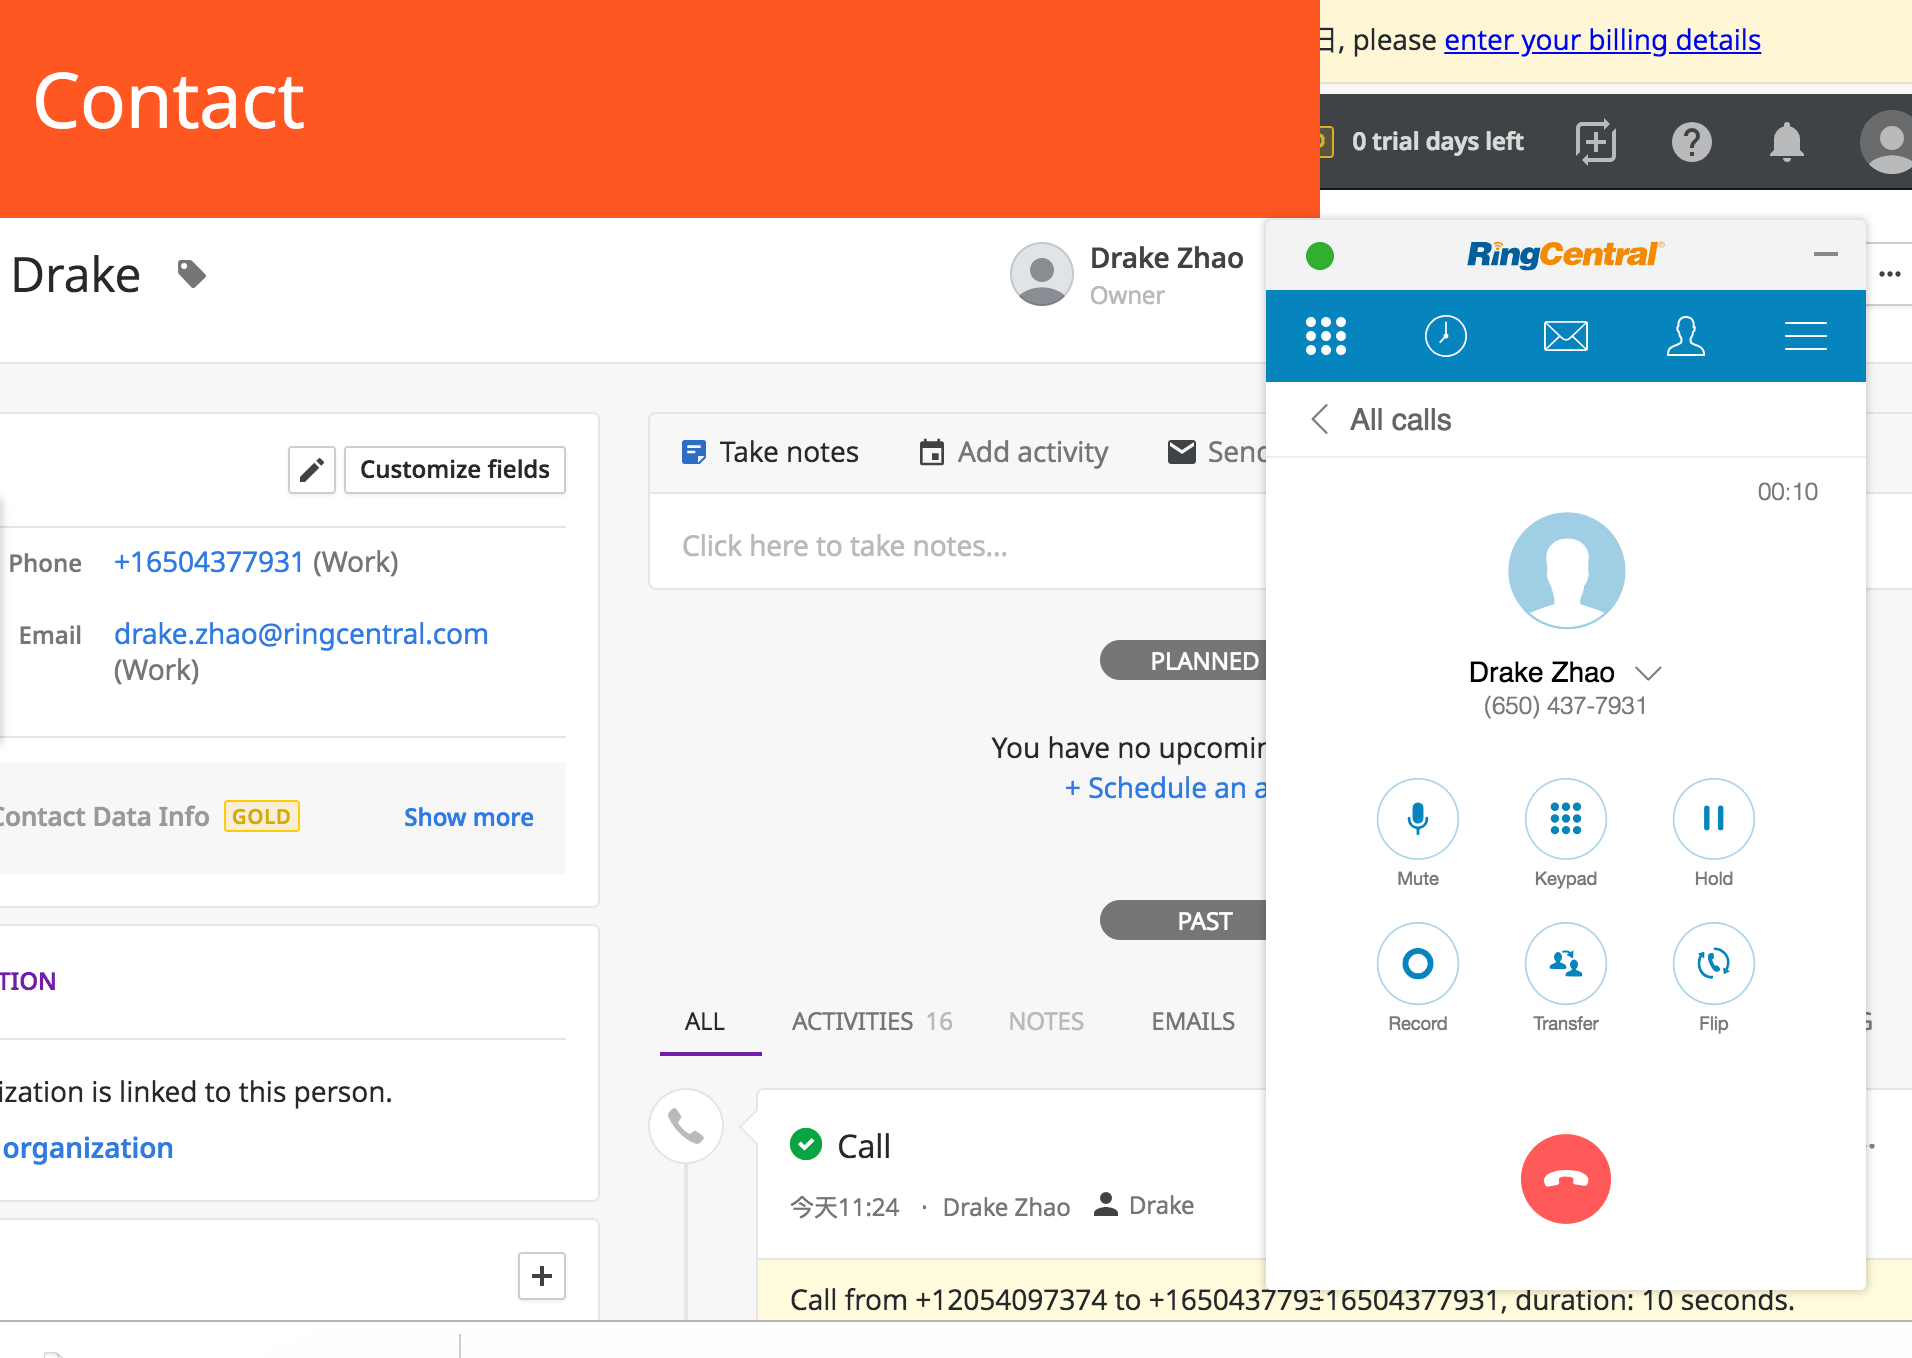 Contact
日, please enter your billing details
0 trial days left
Drake
Drake Zhao
Owner
RingCentral
All calls
00:10
Drake Zhao
(650) 437-7931
Mute
Keypad
Hold
Record
Transfer
Flip
Customize fields
Phone +16504377931 (Work)
Email drake.zhao@ringcentral.com
(Work)
Contact Data Info GOLD Show more
TION
ization is linked to this person.
organization
Take notes Add activity Send
Click here to take notes...
PLANNED
You have no upcomin
+ Schedule an a
PAST
ALL ACTIVITIES 16 NOTES EMAILS
Call
今天11:24 · Drake Zhao Drake
Call from +12054097374 to +1650437793 16504377931, duration: 10 seconds.